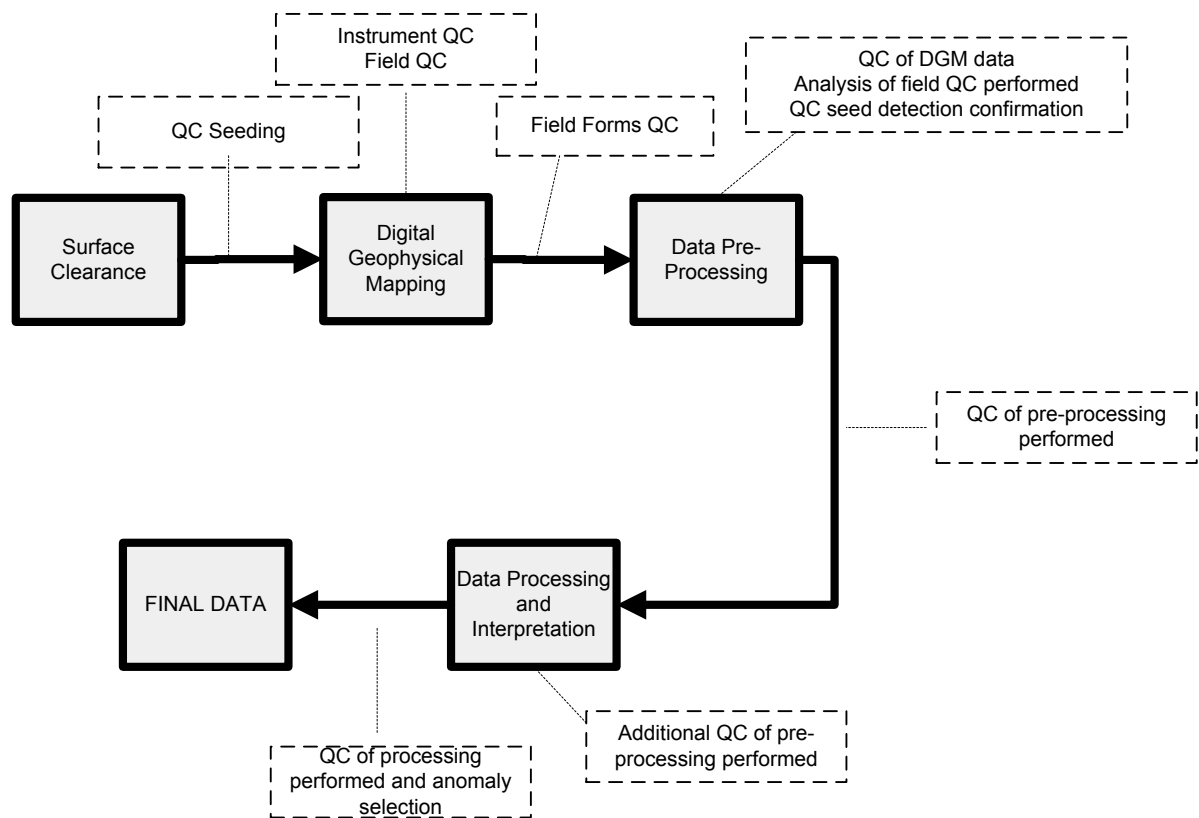 Instrument QC
Field QC
QC of DGM data
Analysis of field QC performed
QC seed detection confirmation
QC Seeding
Field Forms QC
Surface
Clearance
Digital
Geophysical
Mapping
Data Pre-
Processing
QC of pre-processing
performed
FINAL DATA
Data Processing
and
Interpretation
Additional QC of pre-
processing performed
QC of processing
performed and anomaly
selection